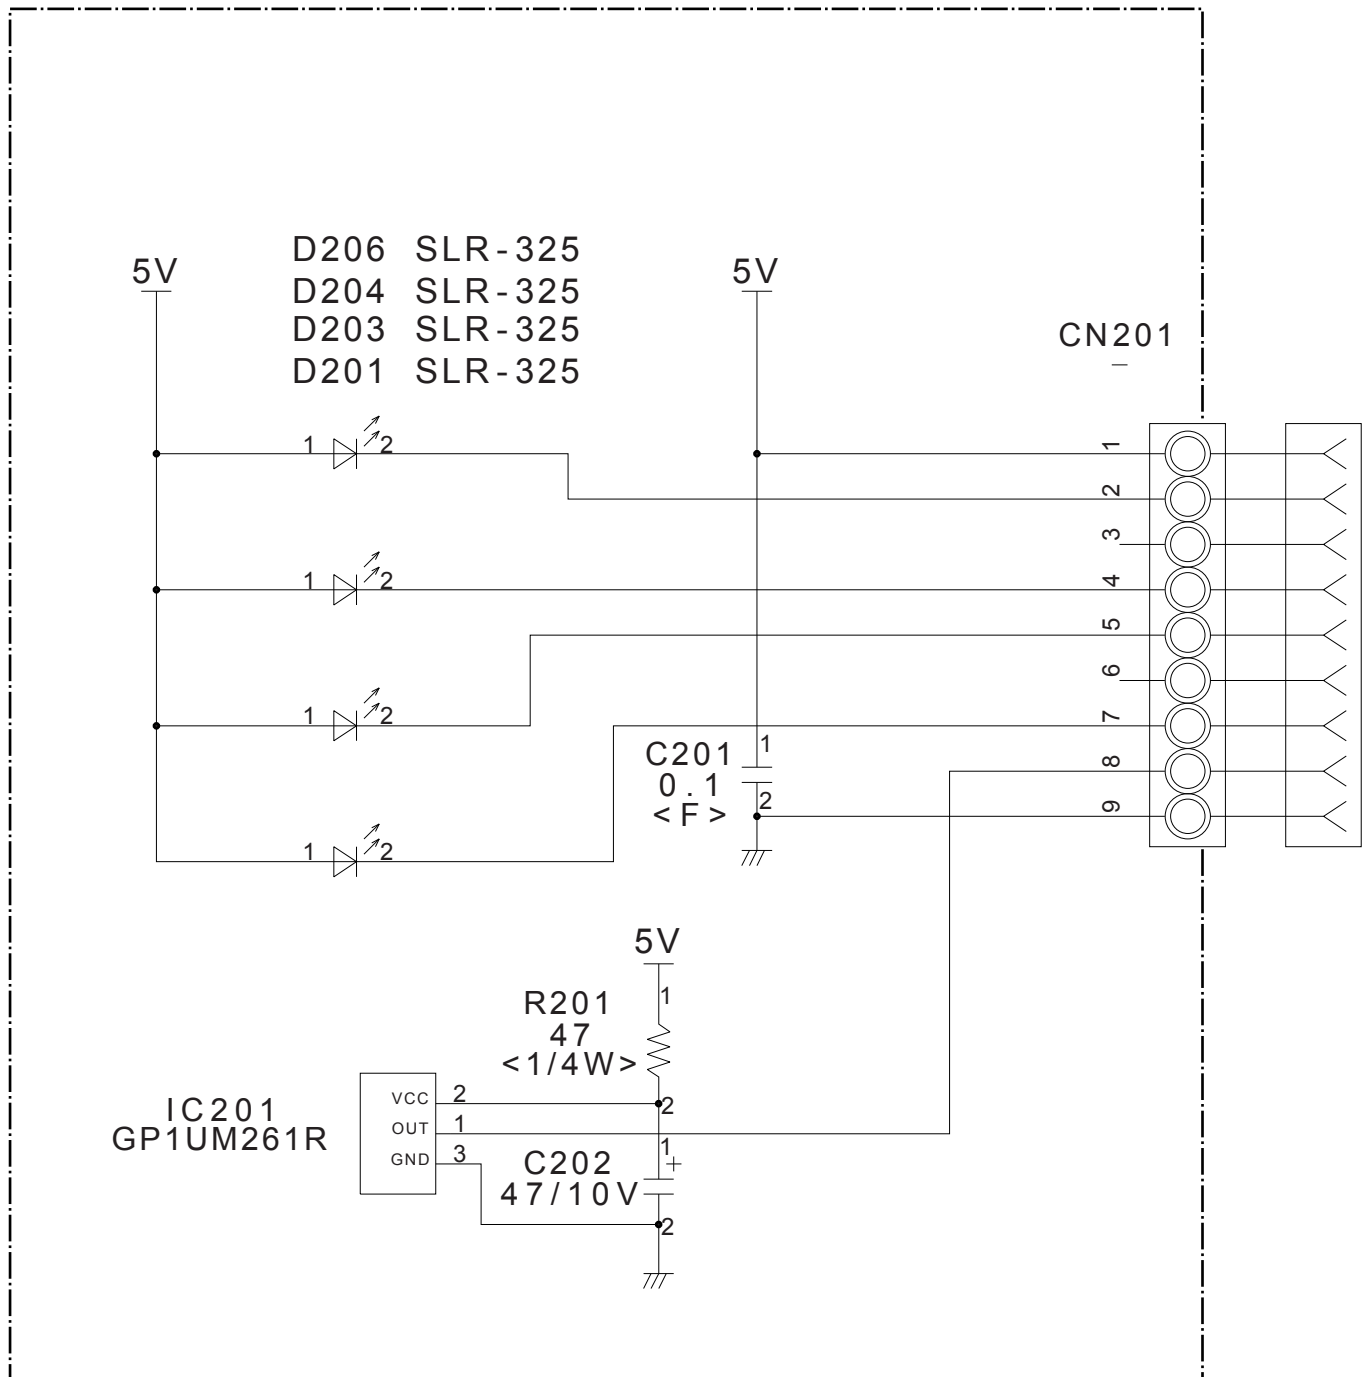 D206 SLR-325
5V
5V
D204 SLR-325
D203 SLR-325
CN201
D201 SLR-325
1 2
1
2
3
1 2
4
5
6
1 2
7
C201
0.1
<F>
1
2
8
9
1 2
5V
R201
47
<1/4W>
1
2
IC201
GP1UM261R
VCC 2
OUT 1
GND 3
C202
47/10V
1
+
2